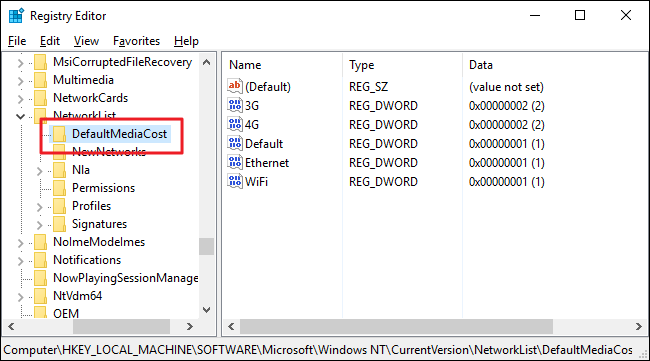 Registry Editor
File Edit View Favorites Help
MsiCorruptedFileRecovery
Multimedia
NetworkCards
NetworkList
DefaultMediaCost
NewNetworks
Nla
Permissions
Profiles
Signatures
NoImeModeImes
Notifications
NowPlayingSessionManage
NtVdm64
OEM
Name Type Data
(Default) REG_SZ (value not set)
3G REG_DWORD 0x00000002 (2)
4G REG_DWORD 0x00000002 (2)
Default REG_DWORD 0x00000001 (1)
Ethernet REG_DWORD 0x00000001 (1)
WiFi REG_DWORD 0x00000001 (1)
Computer\HKEY_LOCAL_MACHINE\SOFTWARE\Microsoft\Windows NT\CurrentVersion\NetworkList\DefaultMediaCos